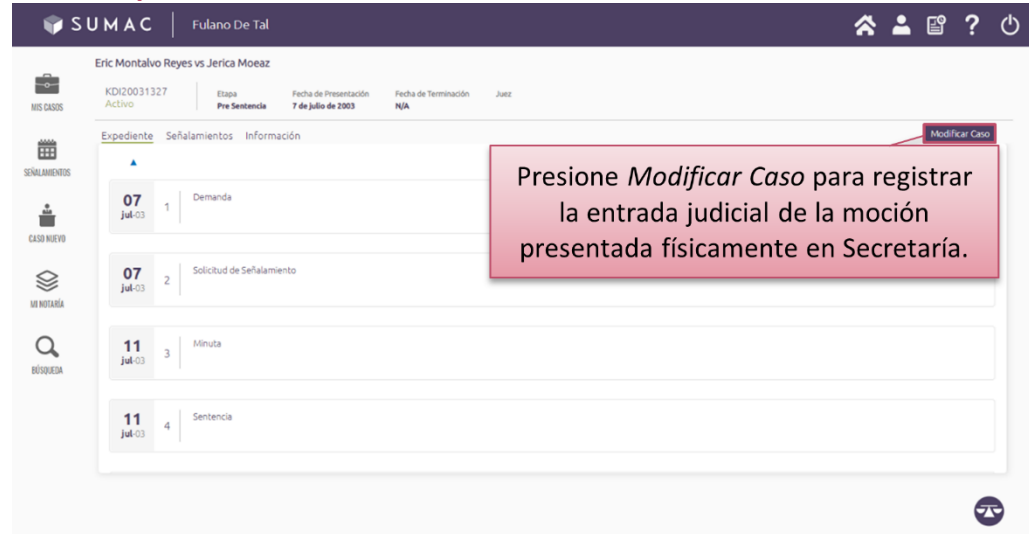 SUMAC
Fulano De Tal
?
Eric Montalvo Reyes vs Jerica Moeaz
KDI20031327
Activo
Etapa
Pre Sentencia
Fecha de Presentación
7 de julio de 2003
Fecha de Terminación
N/A
Juez
MIS CASOS
SEÑALAMIENTOS
CASO NUEVO
MI NOTARÍA
BÚSQUEDA
Expediente Señalamientos Información
Modificar Caso
Presione Modificar Caso para registrar
la entrada judicial de la moción
presentada físicamente en Secretaría.
07
jul-03
1
Demanda
07
jul-03
2
Solicitud de Señalamiento
11
jul-03
3
Minuta
11
jul-03
4
Sentencia